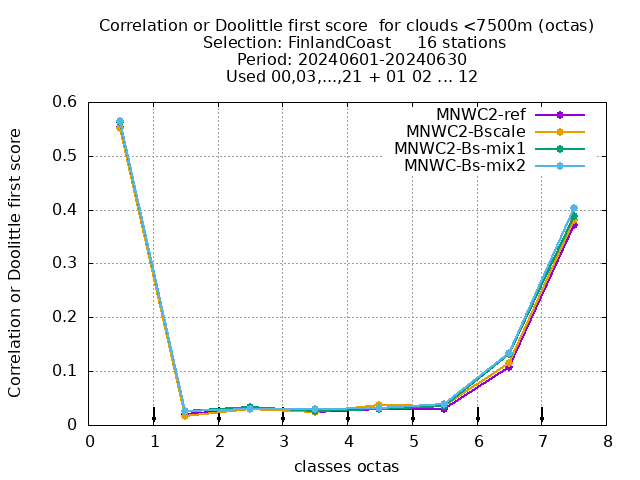 Correlation or Doolittle first score  for clouds <7500m (octas)
Selection: FinlandCoast     16 stations
Period: 20240601-20240630
Used 00,03,...,21 + 01 02 ... 12
MNWC2-ref
MNWC2-Bscale
MNWC2-Bs-mix1
MNWC-Bs-mix2
Correlation or Doolittle first score
0.6
0.5
0.4
0.3
0.2
0.1
0
0 1 2 3 4 5 6 7 8
classes octas